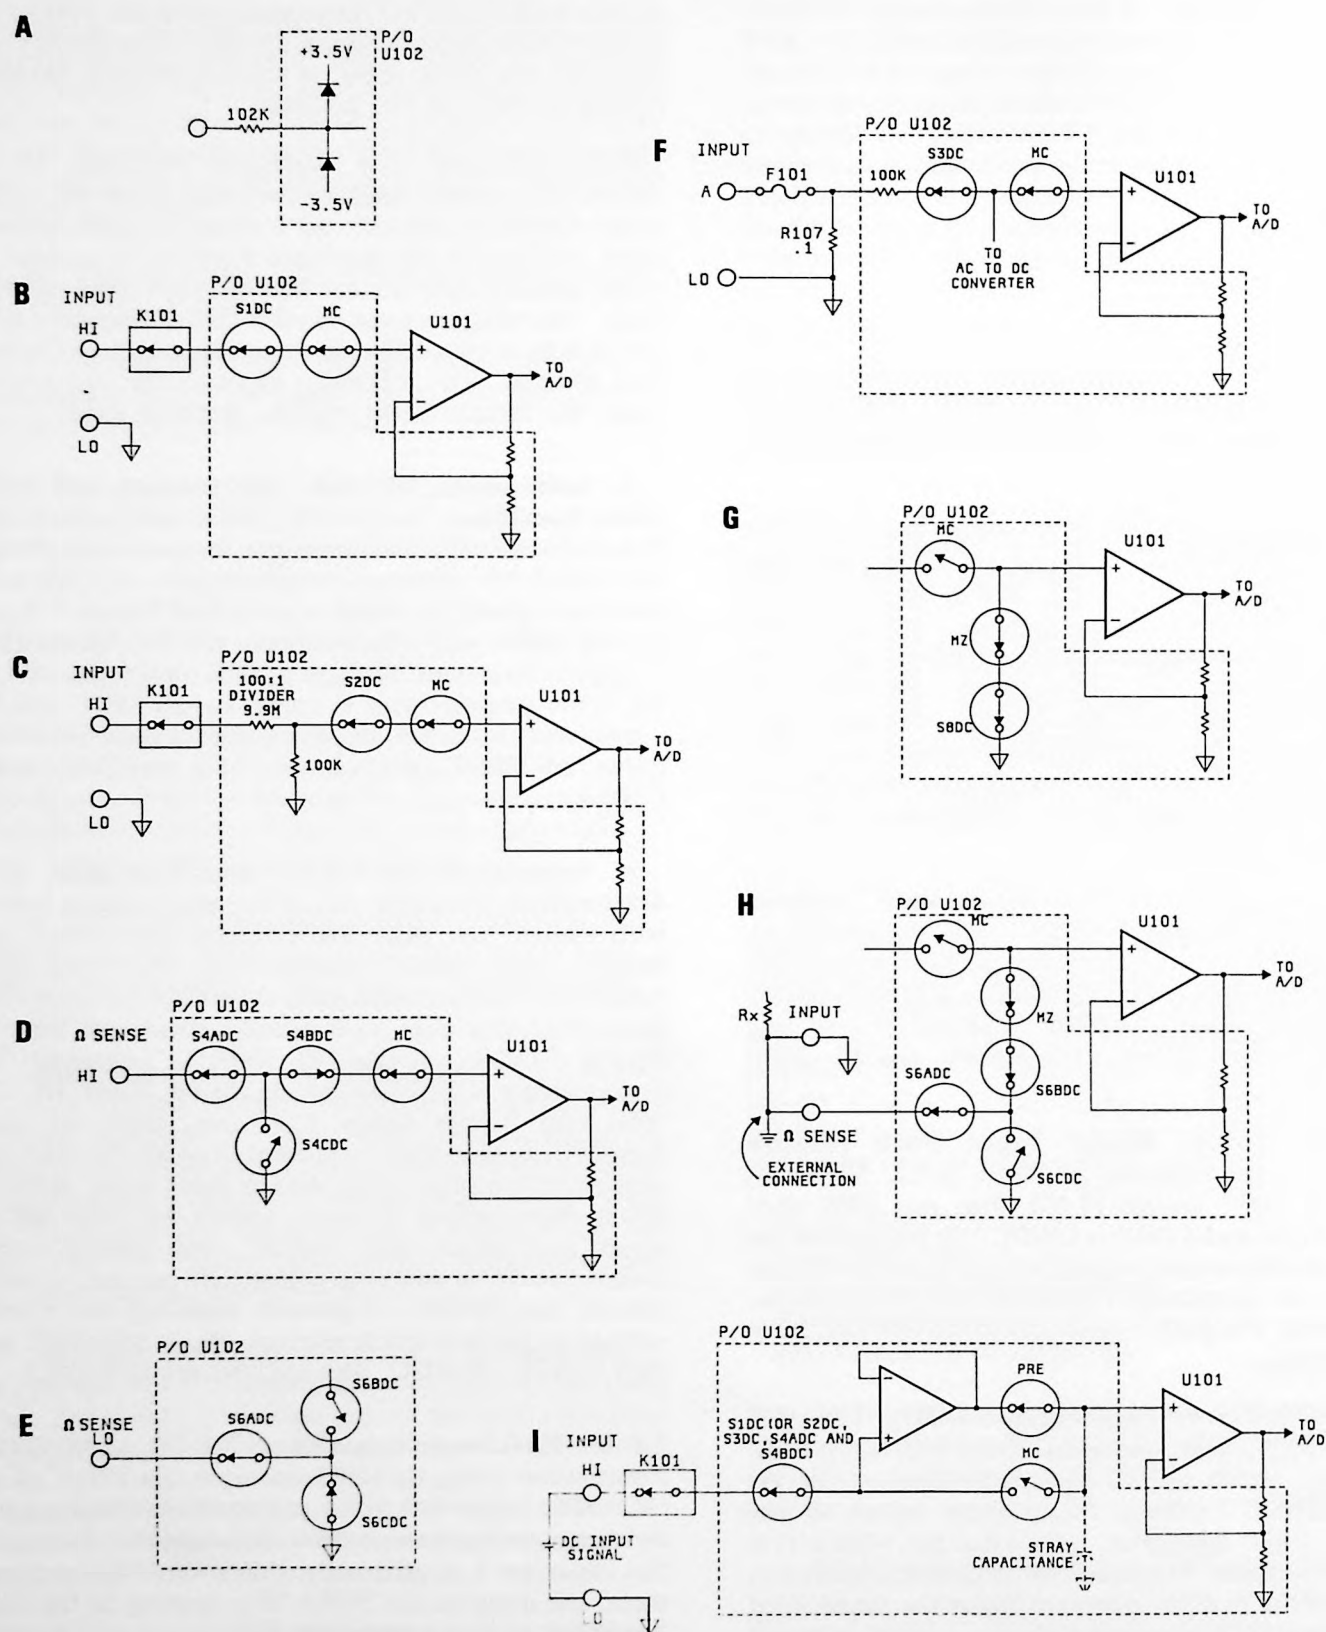 A
P/O
U102
+3.5V
102K
-3.5V
B
INPUT
HI
K101
P/O U102
S1DC
MC
U101
+
-
TO
A/D
LO
C
INPUT
HI
K101
P/O U102
100:1
DIVIDER
9.9M
S2DC
MC
U101
+
-
TO
A/D
100K
LO
D
Ω SENSE
HI
P/O U102
S4ADC
S4BDC
MC
U101
+
-
TO
A/D
S4CDC
E
Ω SENSE
LO
P/O U102
S6BDC
S6ADC
S6CDC
F
INPUT
A
F101
P/O U102
100K
S3DC
MC
U101
+
-
TO
A/D
R107
.1
TO
AC TO DC
CONVERTER
LO
G
P/O U102
MC
U101
+
-
TO
A/D
MZ
S8DC
H
P/O U102
MC
U101
+
-
TO
A/D
Rx
INPUT
MZ
S6ADC
S6BDC
Ω SENSE
S6CDC
EXTERNAL
CONNECTION
I
P/O U102
INPUT
HI
K101
S1DC(OR S2DC,
S3DC,S4ADC AND
S4BDC)
-
+
PRE
MC
U101
+
-
TO
A/D
DC INPUT
SIGNAL
STRAY
CAPACITANCE
LO